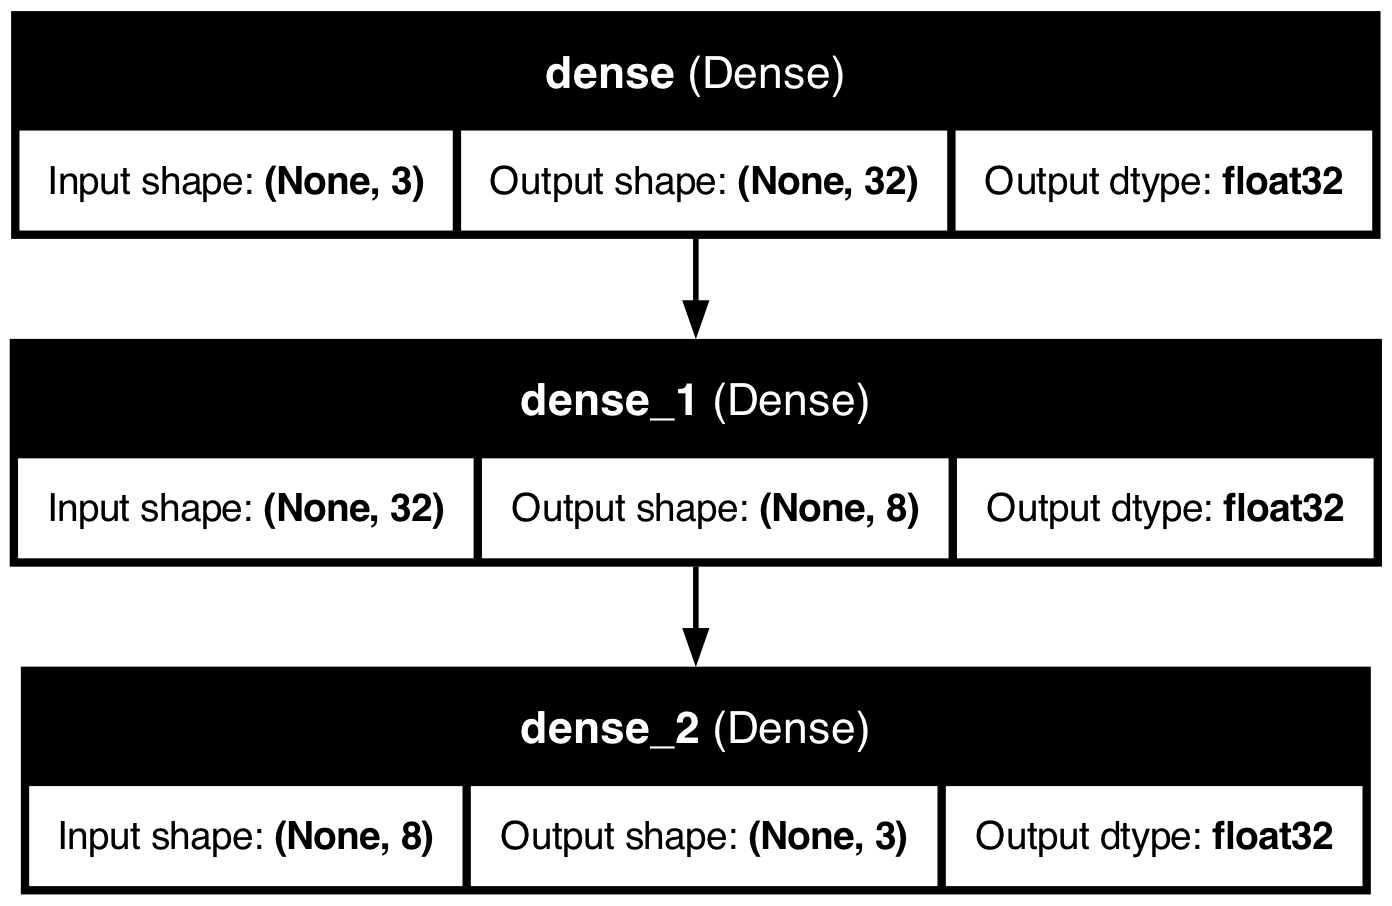 dense (Dense)
Input shape: (None, 3)
Output shape: (None, 32)
Output dtype: float32
dense_1 (Dense)
Input shape: (None, 32)
Output shape: (None, 8)
Output dtype: float32
dense_2 (Dense)
Input shape: (None, 8)
Output shape: (None, 3)
Output dtype: float32